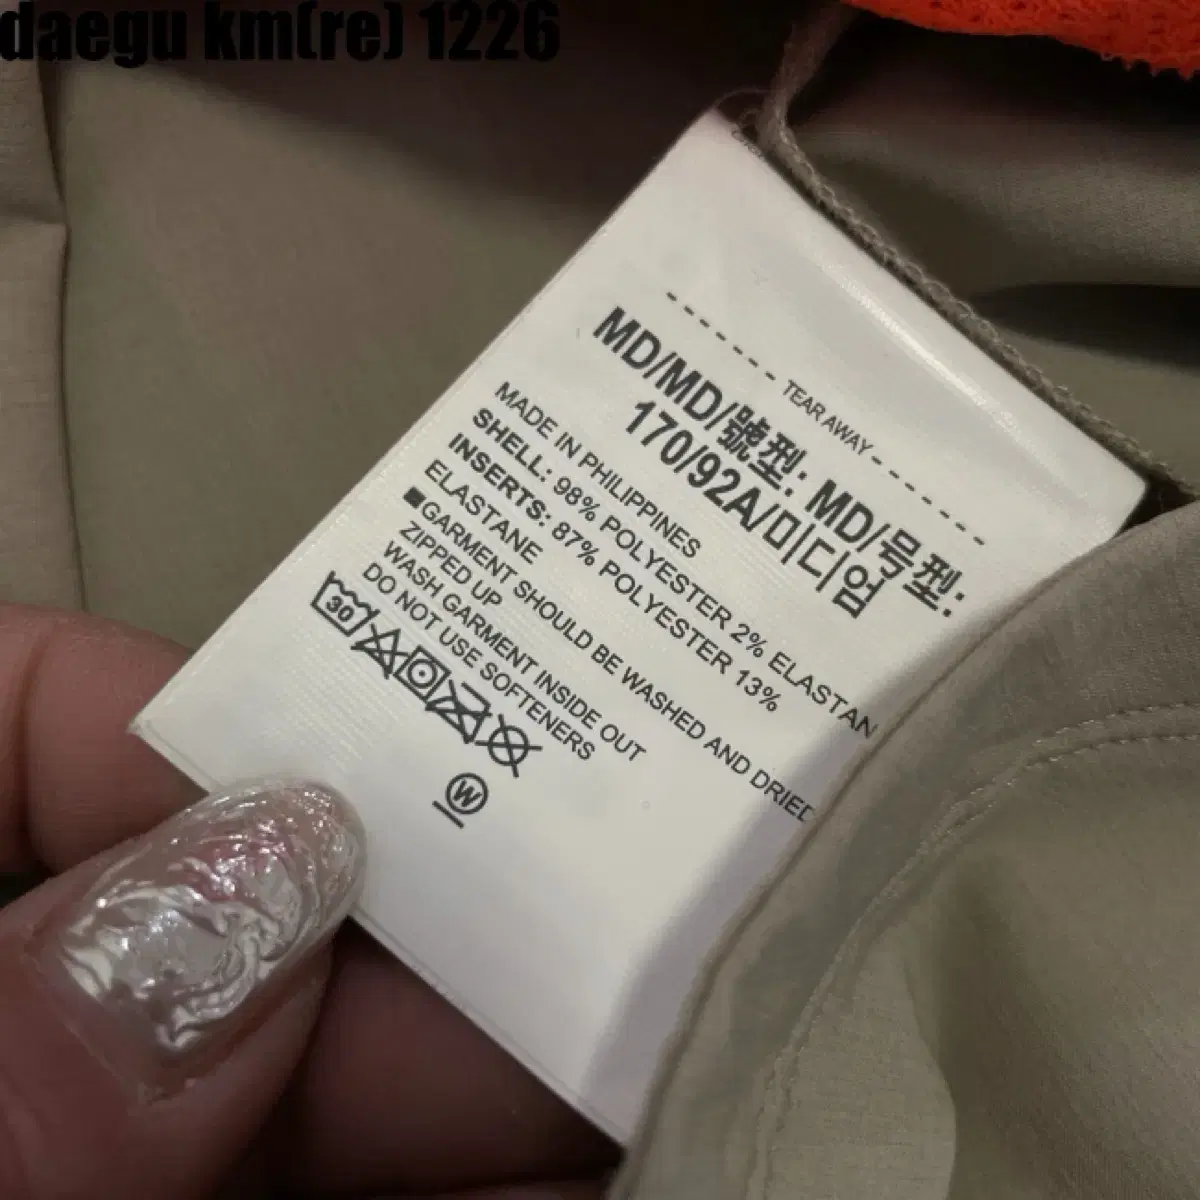 daegu km(re) 1226
TEAR AWAY
MD/MD/號型: MD/号型:
170/92A/미디엄
MADE IN PHILIPPINES
SHELL: 98% POLYESTER 2% ELASTAN
INSERTS: 87% POLYESTER 13%
ELASTANE
■GARMENT SHOULD BE WASHED AND DRIED
ZIPPED UP
WASH GARMENT INSIDE OUT
DO NOT USE SOFTENERS
30
W